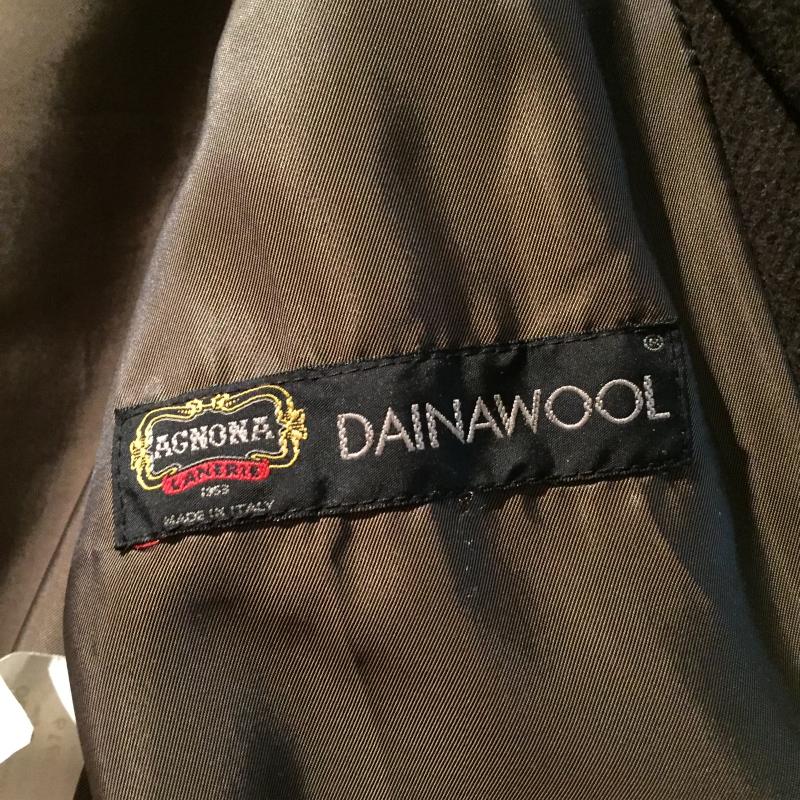 AGNONA
LANERIE
1953
MADE IN ITALY
DAINAWOOL
®